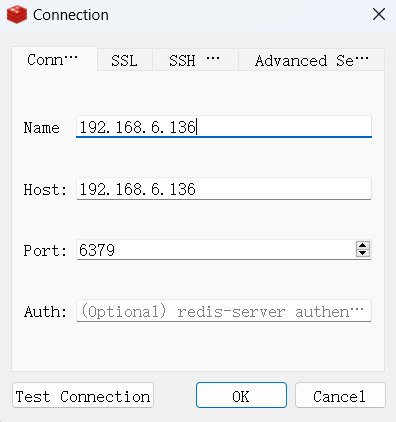 Connection
Conn⋯ SSL SSH ⋯ Advanced Se⋯
Name 192.168.6.136
Host: 192.168.6.136
Port: 6379
Auth: (Optional) redis-server authen⋯
Test Connection OK Cancel